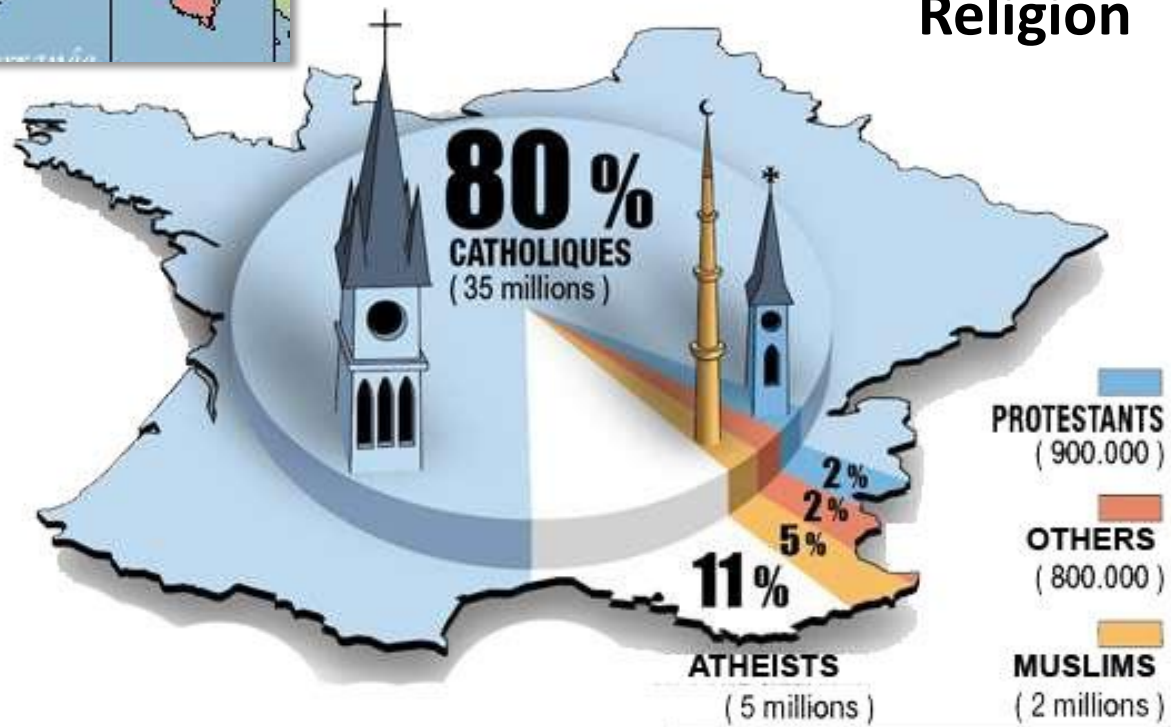 Religion
80 %
CATHOLIQUES
( 35 millions )
PROTESTANTS
( 900.000 )
2 %
2 %
OTHERS
( 800.000 )
5 %
11 %
MUSLIMS
( 2 millions )
ATHEISTS
( 5 millions )